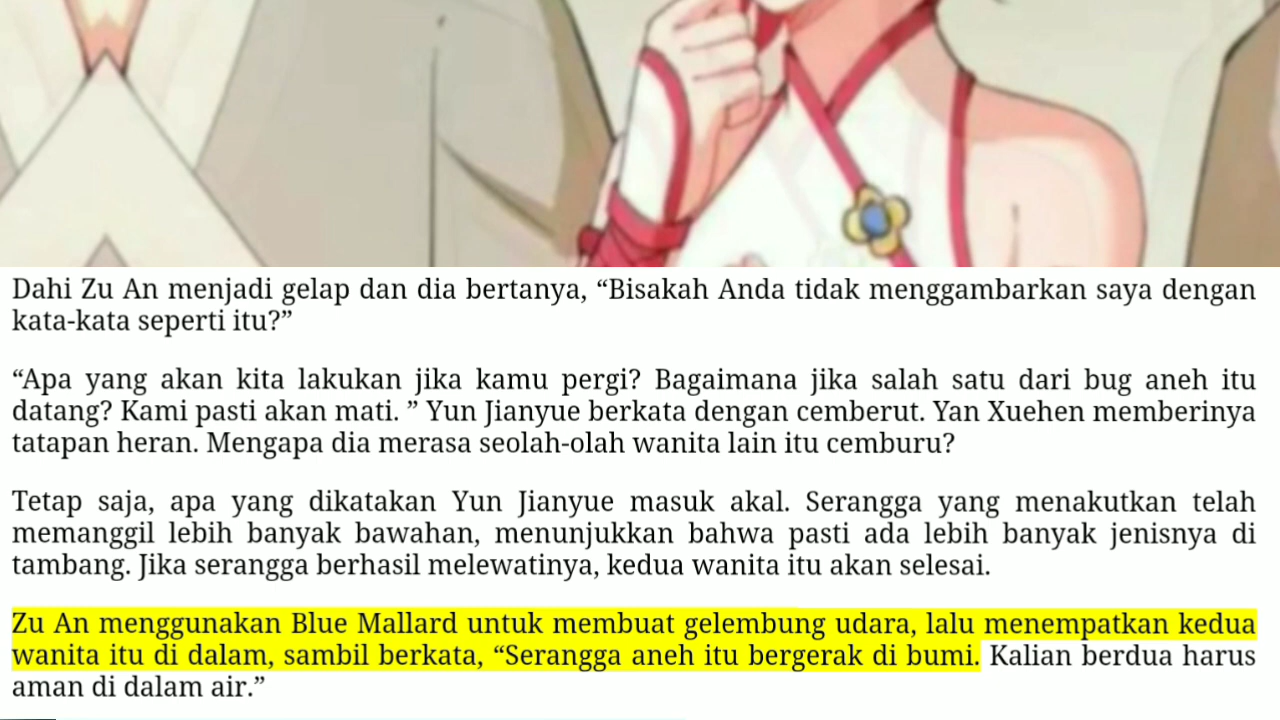 Dahi Zu An menjadi gelap dan dia bertanya, “Bisakah Anda tidak menggambarkan saya dengan
kata-kata seperti itu?”
“Apa yang akan kita lakukan jika kamu pergi? Bagaimana jika salah satu dari bug aneh itu
datang? Kami pasti akan mati. ” Yun Jianyue berkata dengan cemberut. Yan Xuehen memberinya
tatapan heran. Mengapa dia merasa seolah-olah wanita lain itu cemburu?
Tetap saja, apa yang dikatakan Yun Jianyue masuk akal. Serangga yang menakutkan telah
memanggil lebih banyak bawahan, menunjukkan bahwa pasti ada lebih banyak jenisnya di
tambang. Jika serangga berhasil melewatinya, kedua wanita itu akan selesai.
Zu An menggunakan Blue Mallard untuk membuat gelembung udara, lalu menempatkan kedua
wanita itu di dalam, sambil berkata, “Serangga aneh itu bergerak di bumi. Kalian berdua harus
aman di dalam air.”